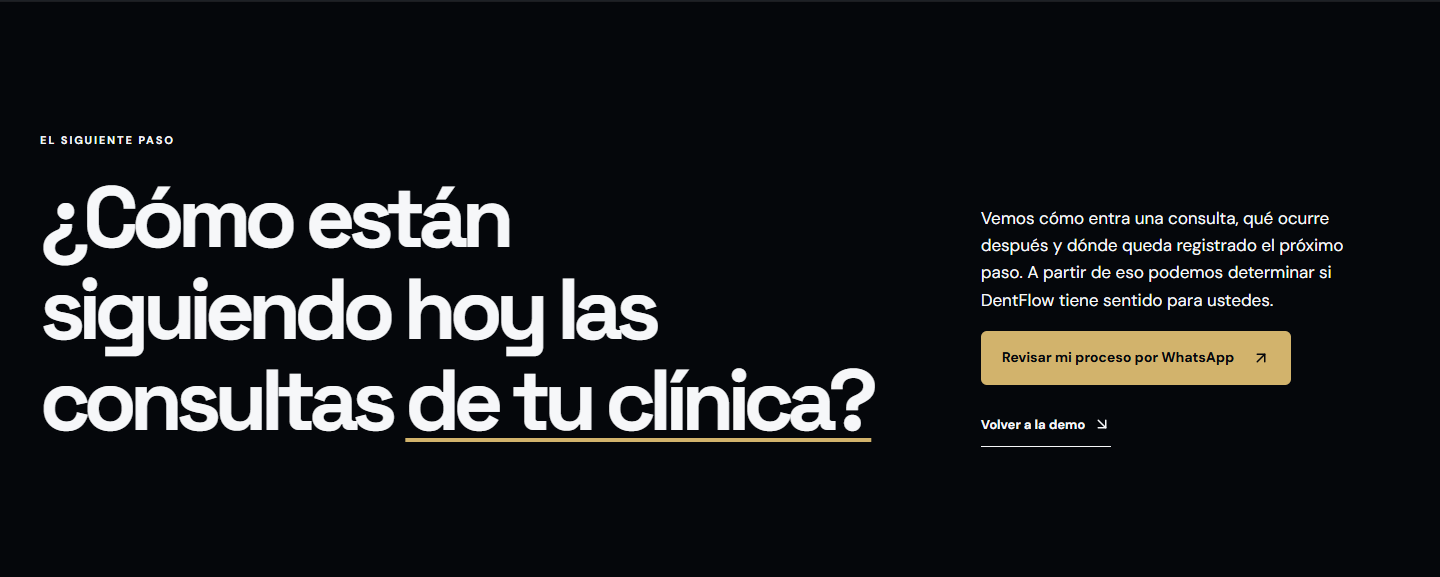 EL SIGUIENTE PASO
¿Cómo están
siguiendo hoy las
consultas de tu clínica?
Vemos cómo entra una consulta, qué ocurre
después y dónde queda registrado el próximo
paso. A partir de eso podemos determinar si
DentFlow tiene sentido para ustedes.
Revisar mi proceso por WhatsApp
Volver a la demo